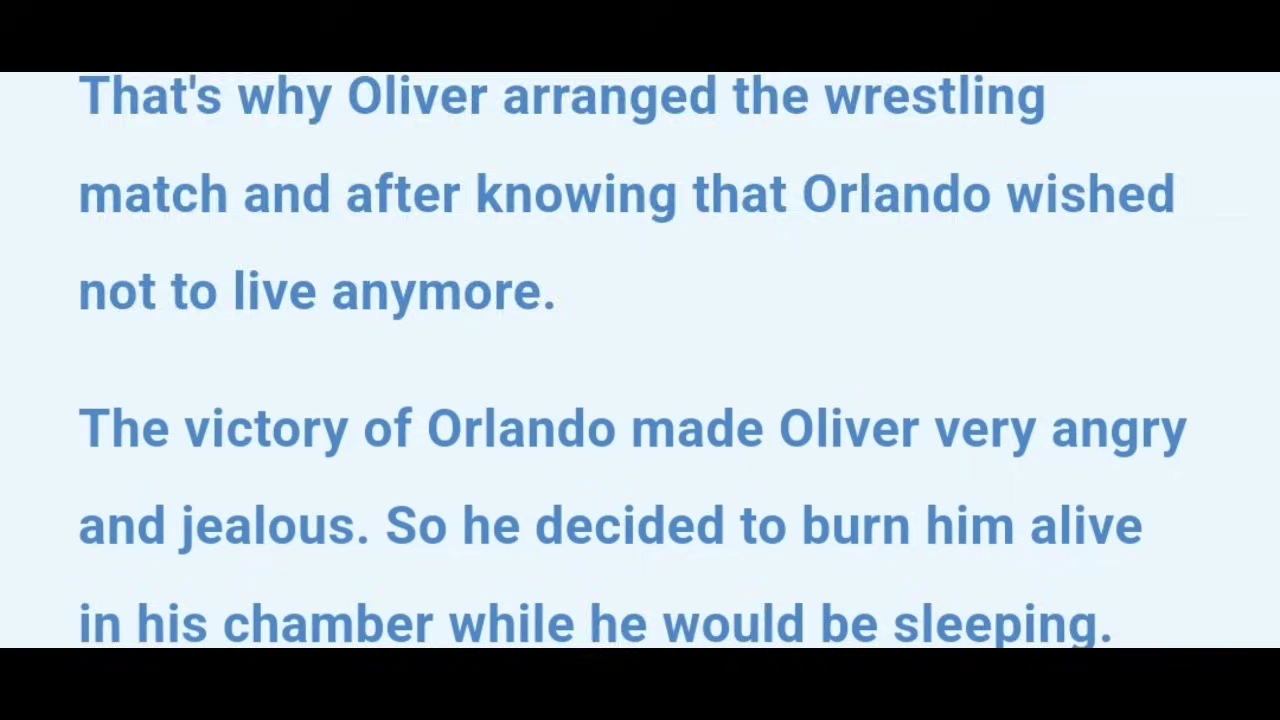 That's why Oliver arranged the wrestling
match and after knowing that Orlando wished
not to live anymore.
The victory of Orlando made Oliver very angry
and jealous. So he decided to burn him alive
in his chamber while he would be sleeping.